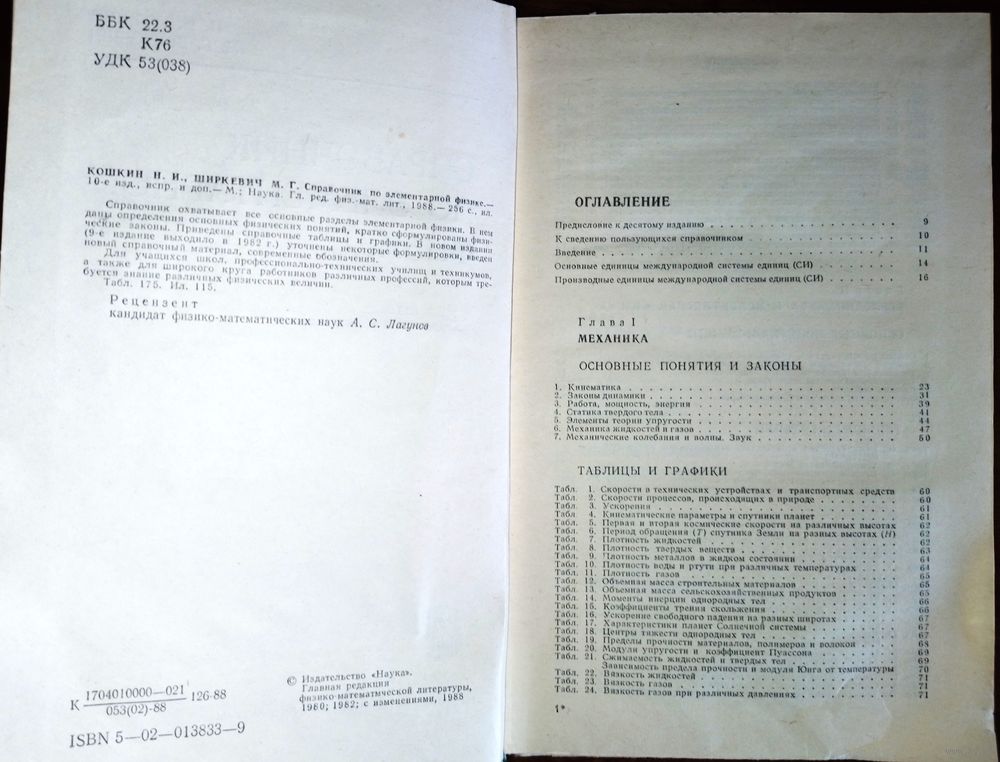 ББК 22.3
К76
УДК 53(038)
КОШКИН Н. И., ШИРКЕВИЧ М. Г. Справочник по элементарной физике.—
10-е изд., испр. и доп.— М.: Наука. Гл. ред. физ.-мат. лит., 1988.— 256 с., ил.
Справочник охватывает все основные разделы элементарной физики. В нем
даны определения основных физических понятий, кратко сформулированы физи-
ческие законы. Приведены справочные таблицы и графики. В новом издании
(9-е издание выходило в 1982 г.) уточнены некоторые формулировки, введен
новый справочный материал, современные обозначения.
Для учащихся школ, профессионально-технических училищ и техникумов,
а также для широкого круга работников различных профессий, которым тре-
буется знание различных физических величин.
Табл. 175. Ил. 115.
Рецензент
кандидат физико-математических наук А. С. Лагунов
К 1704010000—021 126-88
053(02)-88
ISBN 5—02—013833—9
© Издательство «Наука».
Главная редакция
физико-математической литературы,
1980; 1982; с изменениями, 1988
ОГЛАВЛЕНИЕ
Предисловие к десятому изданию . . . 9
К сведению пользующихся справочником . . . 10
Введение . . . 11
Основные единицы международной системы единиц (СИ) . . . 14
Производные единицы международной системы единиц (СИ) . . . 16
Глава I
МЕХАНИКА
ОСНОВНЫЕ ПОНЯТИЯ И ЗАКОНЫ
1. Кинематика . . . 23
2. Законы динамики . . . 31
3. Работа, мощность, энергия . . . 39
4. Статика твердого тела . . . 41
5. Элементы теории упругости . . . 44
6. Механика жидкостей и газов . . . 47
7. Механические колебания и волны. Звук . . . 50
ТАБЛИЦЫ И ГРАФИКИ
Табл. 1. Скорости в технических устройствах и транспортных средств 60
Табл. 2. Скорости процессов, происходящих в природе . . . 60
Табл. 3. Ускорения . . . 61
Табл. 4. Кинематические параметры и спутники планет . . . 61
Табл. 5. Первая и вторая космические скорости на различных высотах 62
Табл. 6. Период обращения (T) спутника Земли на разных высотах (H) 62
Табл. 7. Плотность жидкостей . . . 62
Табл. 8. Плотность твердых веществ . . . 63
Табл. 9. Плотность металлов в жидком состоянии . . . 64
Табл. 10. Плотность воды и ртути при различных температурах . . . 64
Табл. 11. Плотность газов . . . 65
Табл. 12. Объемная масса строительных материалов . . . 65
Табл. 13. Объемная масса сельскохозяйственных продуктов . . . 65
Табл. 14. Моменты инерции однородных тел . . . 66
Табл. 15. Коэффициенты трения скольжения . . . 66
Табл. 16. Ускорение свободного падения на разных широтах . . . 67
Табл. 17. Характеристики планет Солнечной системы . . . 67
Табл. 18. Центры тяжести однородных тел . . . 67
Табл. 19. Пределы прочности материалов, полимеров и волокон . . . 68
Табл. 20. Модули упругости и коэффициент Пуассона . . . 69
Табл. 21. Сжимаемость жидкостей и твердых тел . . . 69
Зависимость предела прочности и модуля Юнга от температуры 70
Табл. 22. Вязкость жидкостей . . . 71
Табл. 23. Вязкость газов . . . 71
Табл. 24. Вязкость газов при различных давлениях . . . 71
1*